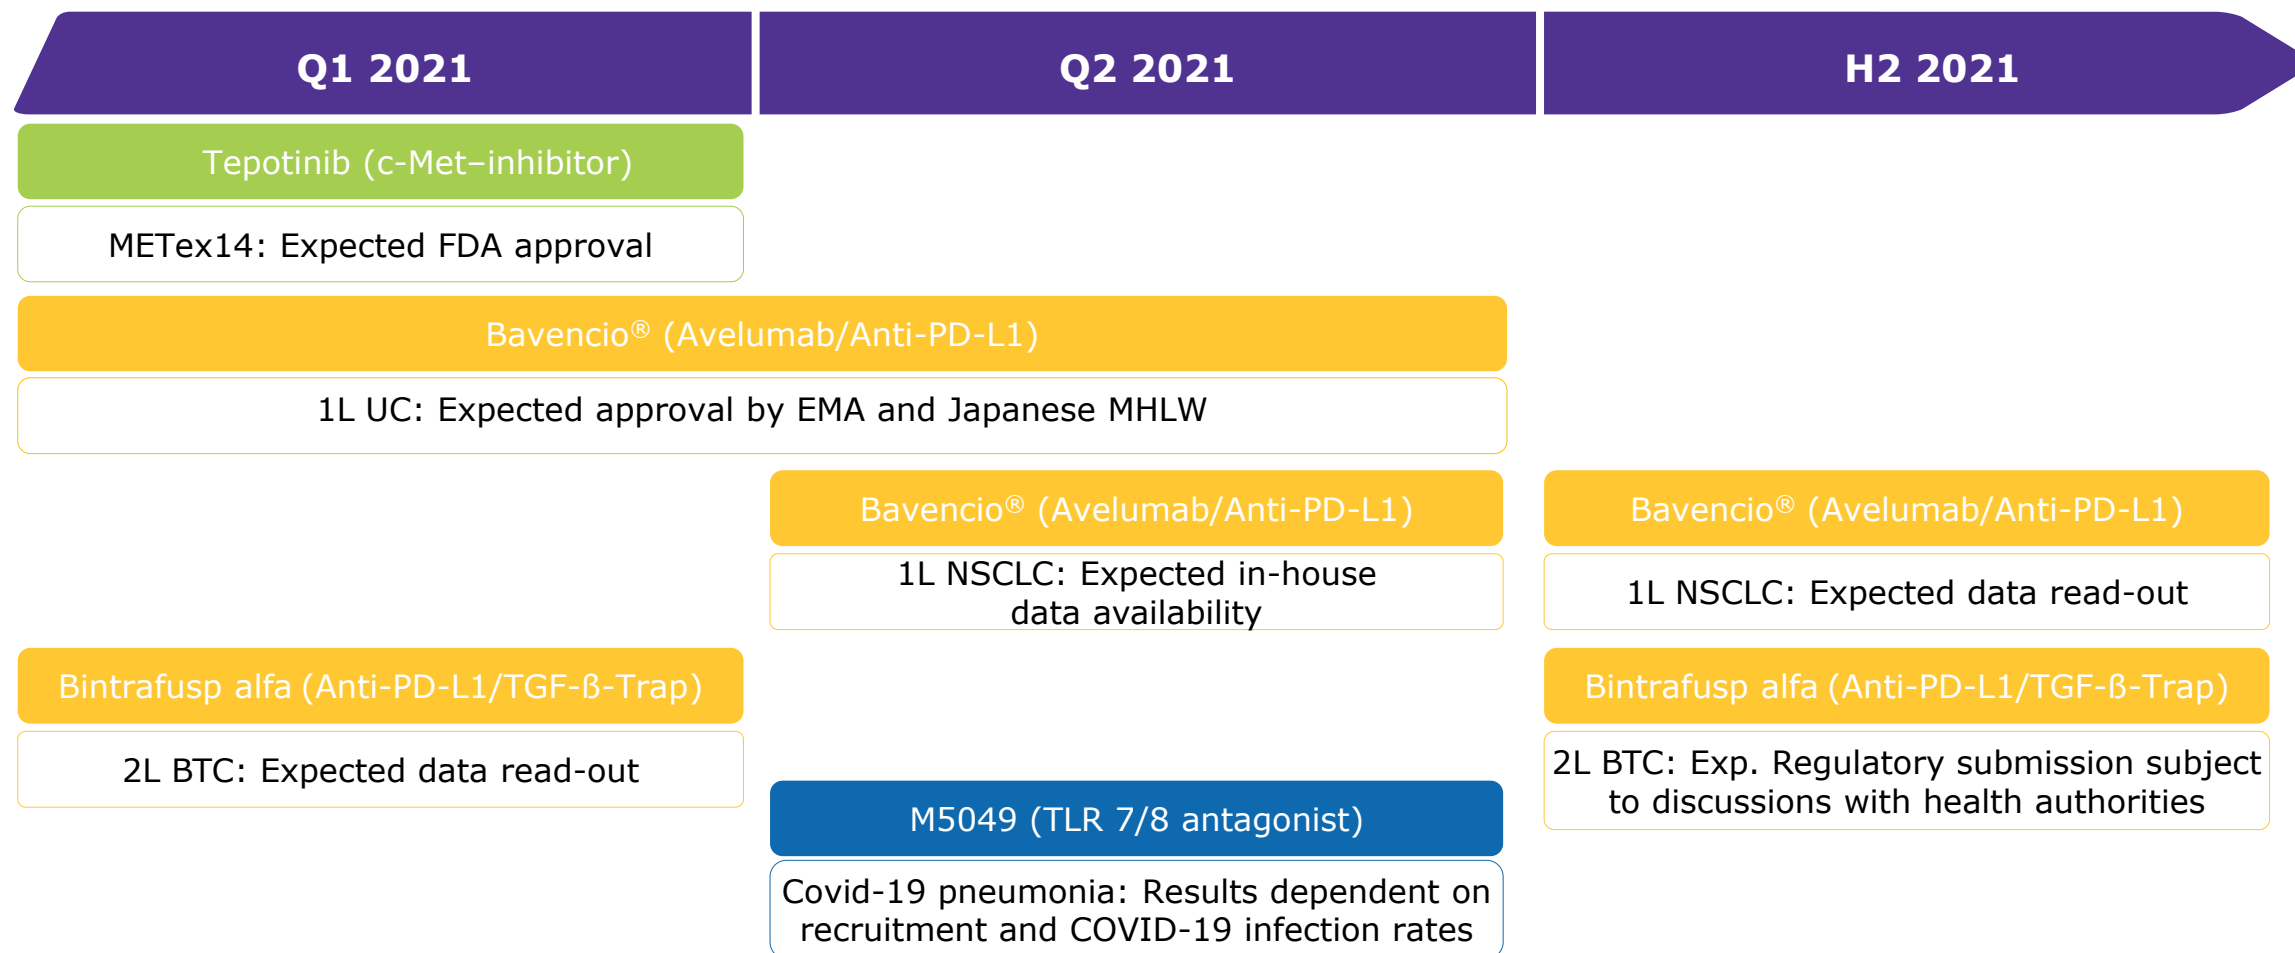 Q1 2021
Q2 2021
H2 2021
Tepotinib (c-Met–inhibitor)
METex14: Expected FDA approval
Bavencio® (Avelumab/Anti-PD-L1)
1L UC: Expected approval by EMA and Japanese MHLW
Bavencio® (Avelumab/Anti-PD-L1)
1L NSCLC: Expected in-house
data availability
Bavencio® (Avelumab/Anti-PD-L1)
1L NSCLC: Expected data read-out
Bintrafusp alfa (Anti-PD-L1/TGF-ß-Trap)
2L BTC: Expected data read-out
Bintrafusp alfa (Anti-PD-L1/TGF-ß-Trap)
2L BTC: Exp. Regulatory submission subject
to discussions with health authorities
M5049 (TLR 7/8 antagonist)
Covid-19 pneumonia: Results dependent on
recruitment and COVID-19 infection rates